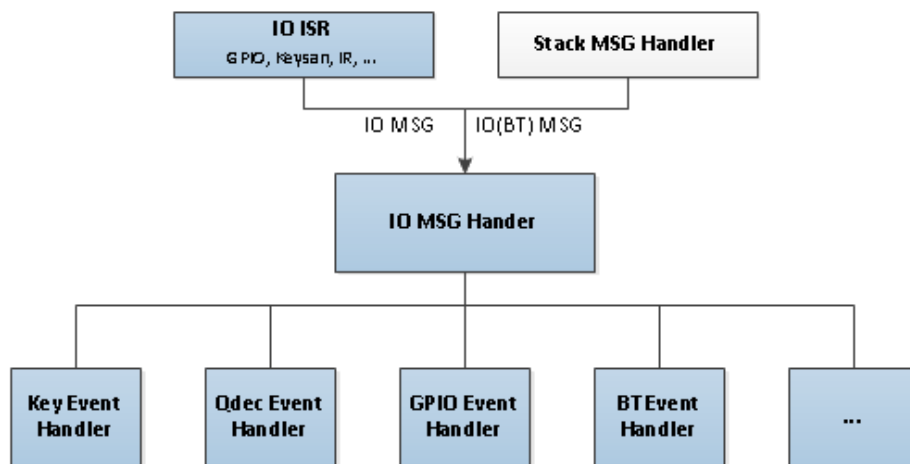 IO ISR
GPIO, Keysan, IR, ...
Stack MSG Handler
IO MSG
IO(BT) MSG
IO MSG Hander
Key Event
Handler
Qdec Event
Handler
GPIO Event
Handler
BT Event
Handler
...